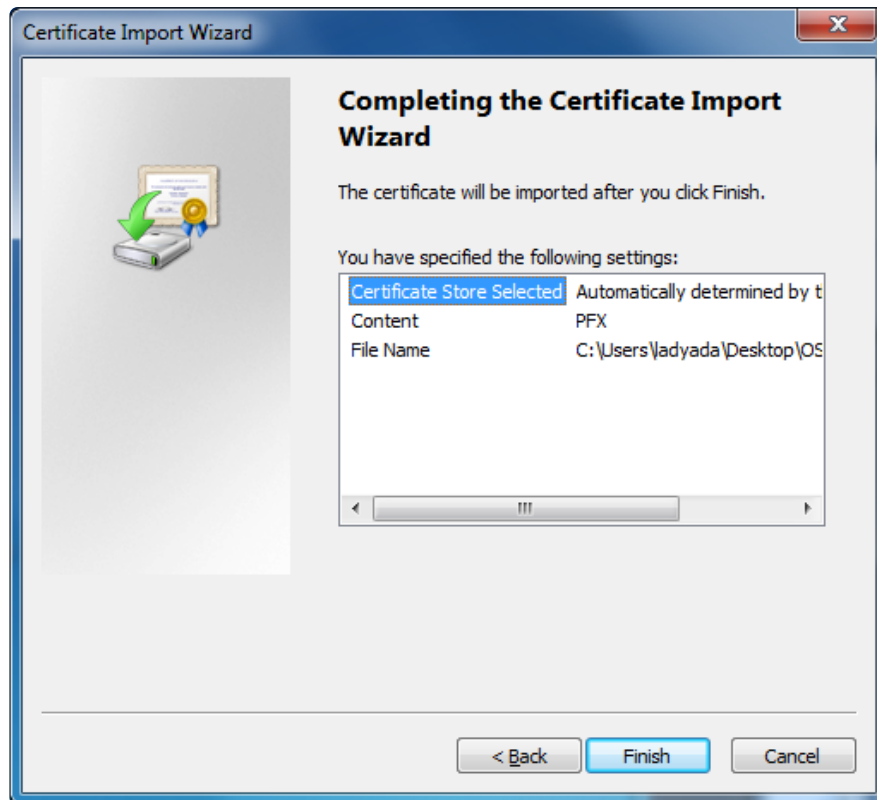 Certificate Import Wizard
Completing the Certificate Import
Wizard
The certificate will be imported after you click Finish.
You have specified the following settings:
Certificate Store Selected Automatically determined by t
Content PFX
File Name C:\Users\ladyada\Desktop\OS
< Back Finish Cancel